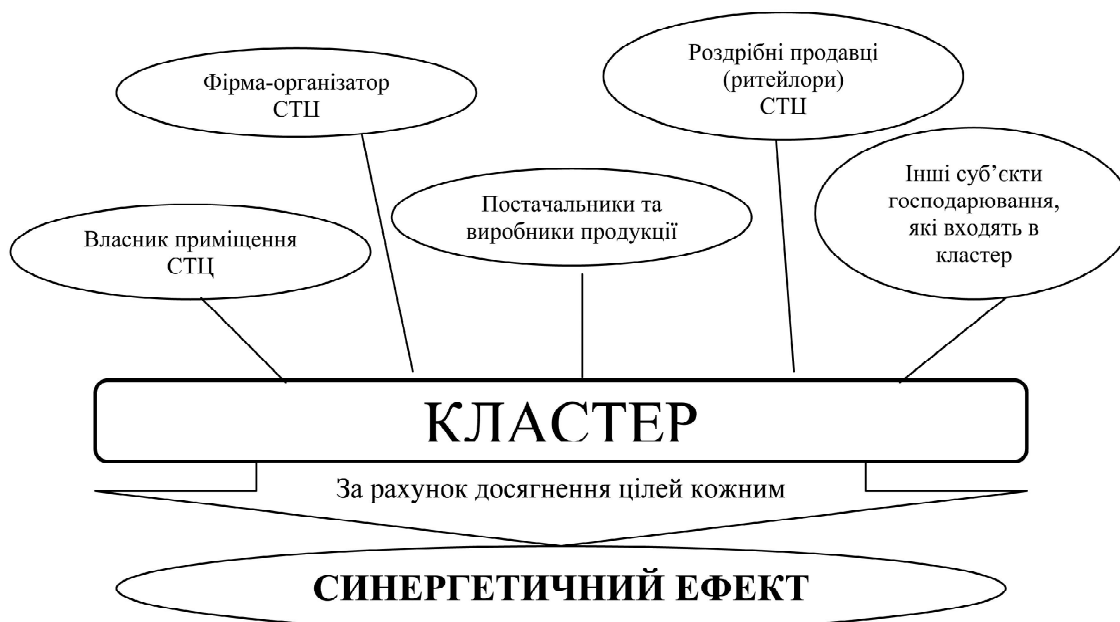 Фірма-організатор
СТЦ
Роздрібні продавці
(ритейлори)
СТЦ
Інші суб’єкти
господарювання,
які входять в
кластер
Постачальники та
виробники продукції
Власник приміщення
СТЦ
КЛАСТЕР
За рахунок досягнення цілей кожним
СИНЕРГЕТИЧНИЙ ЕФЕКТ